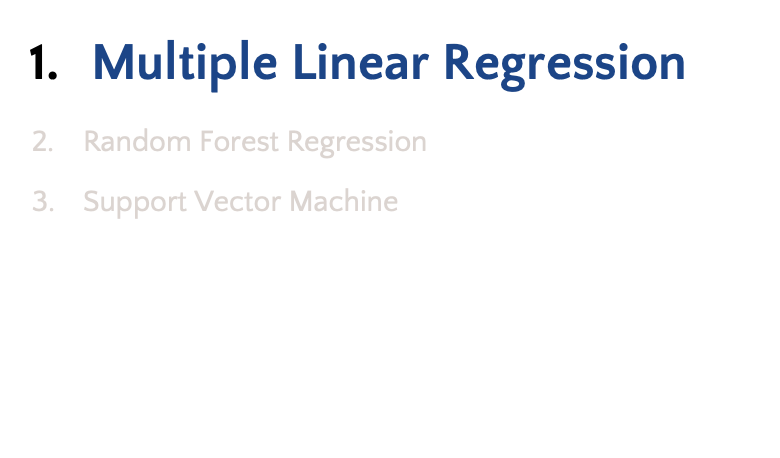 1. Multiple Linear Regression
2. Random Forest Regression
3. Support Vector Machine